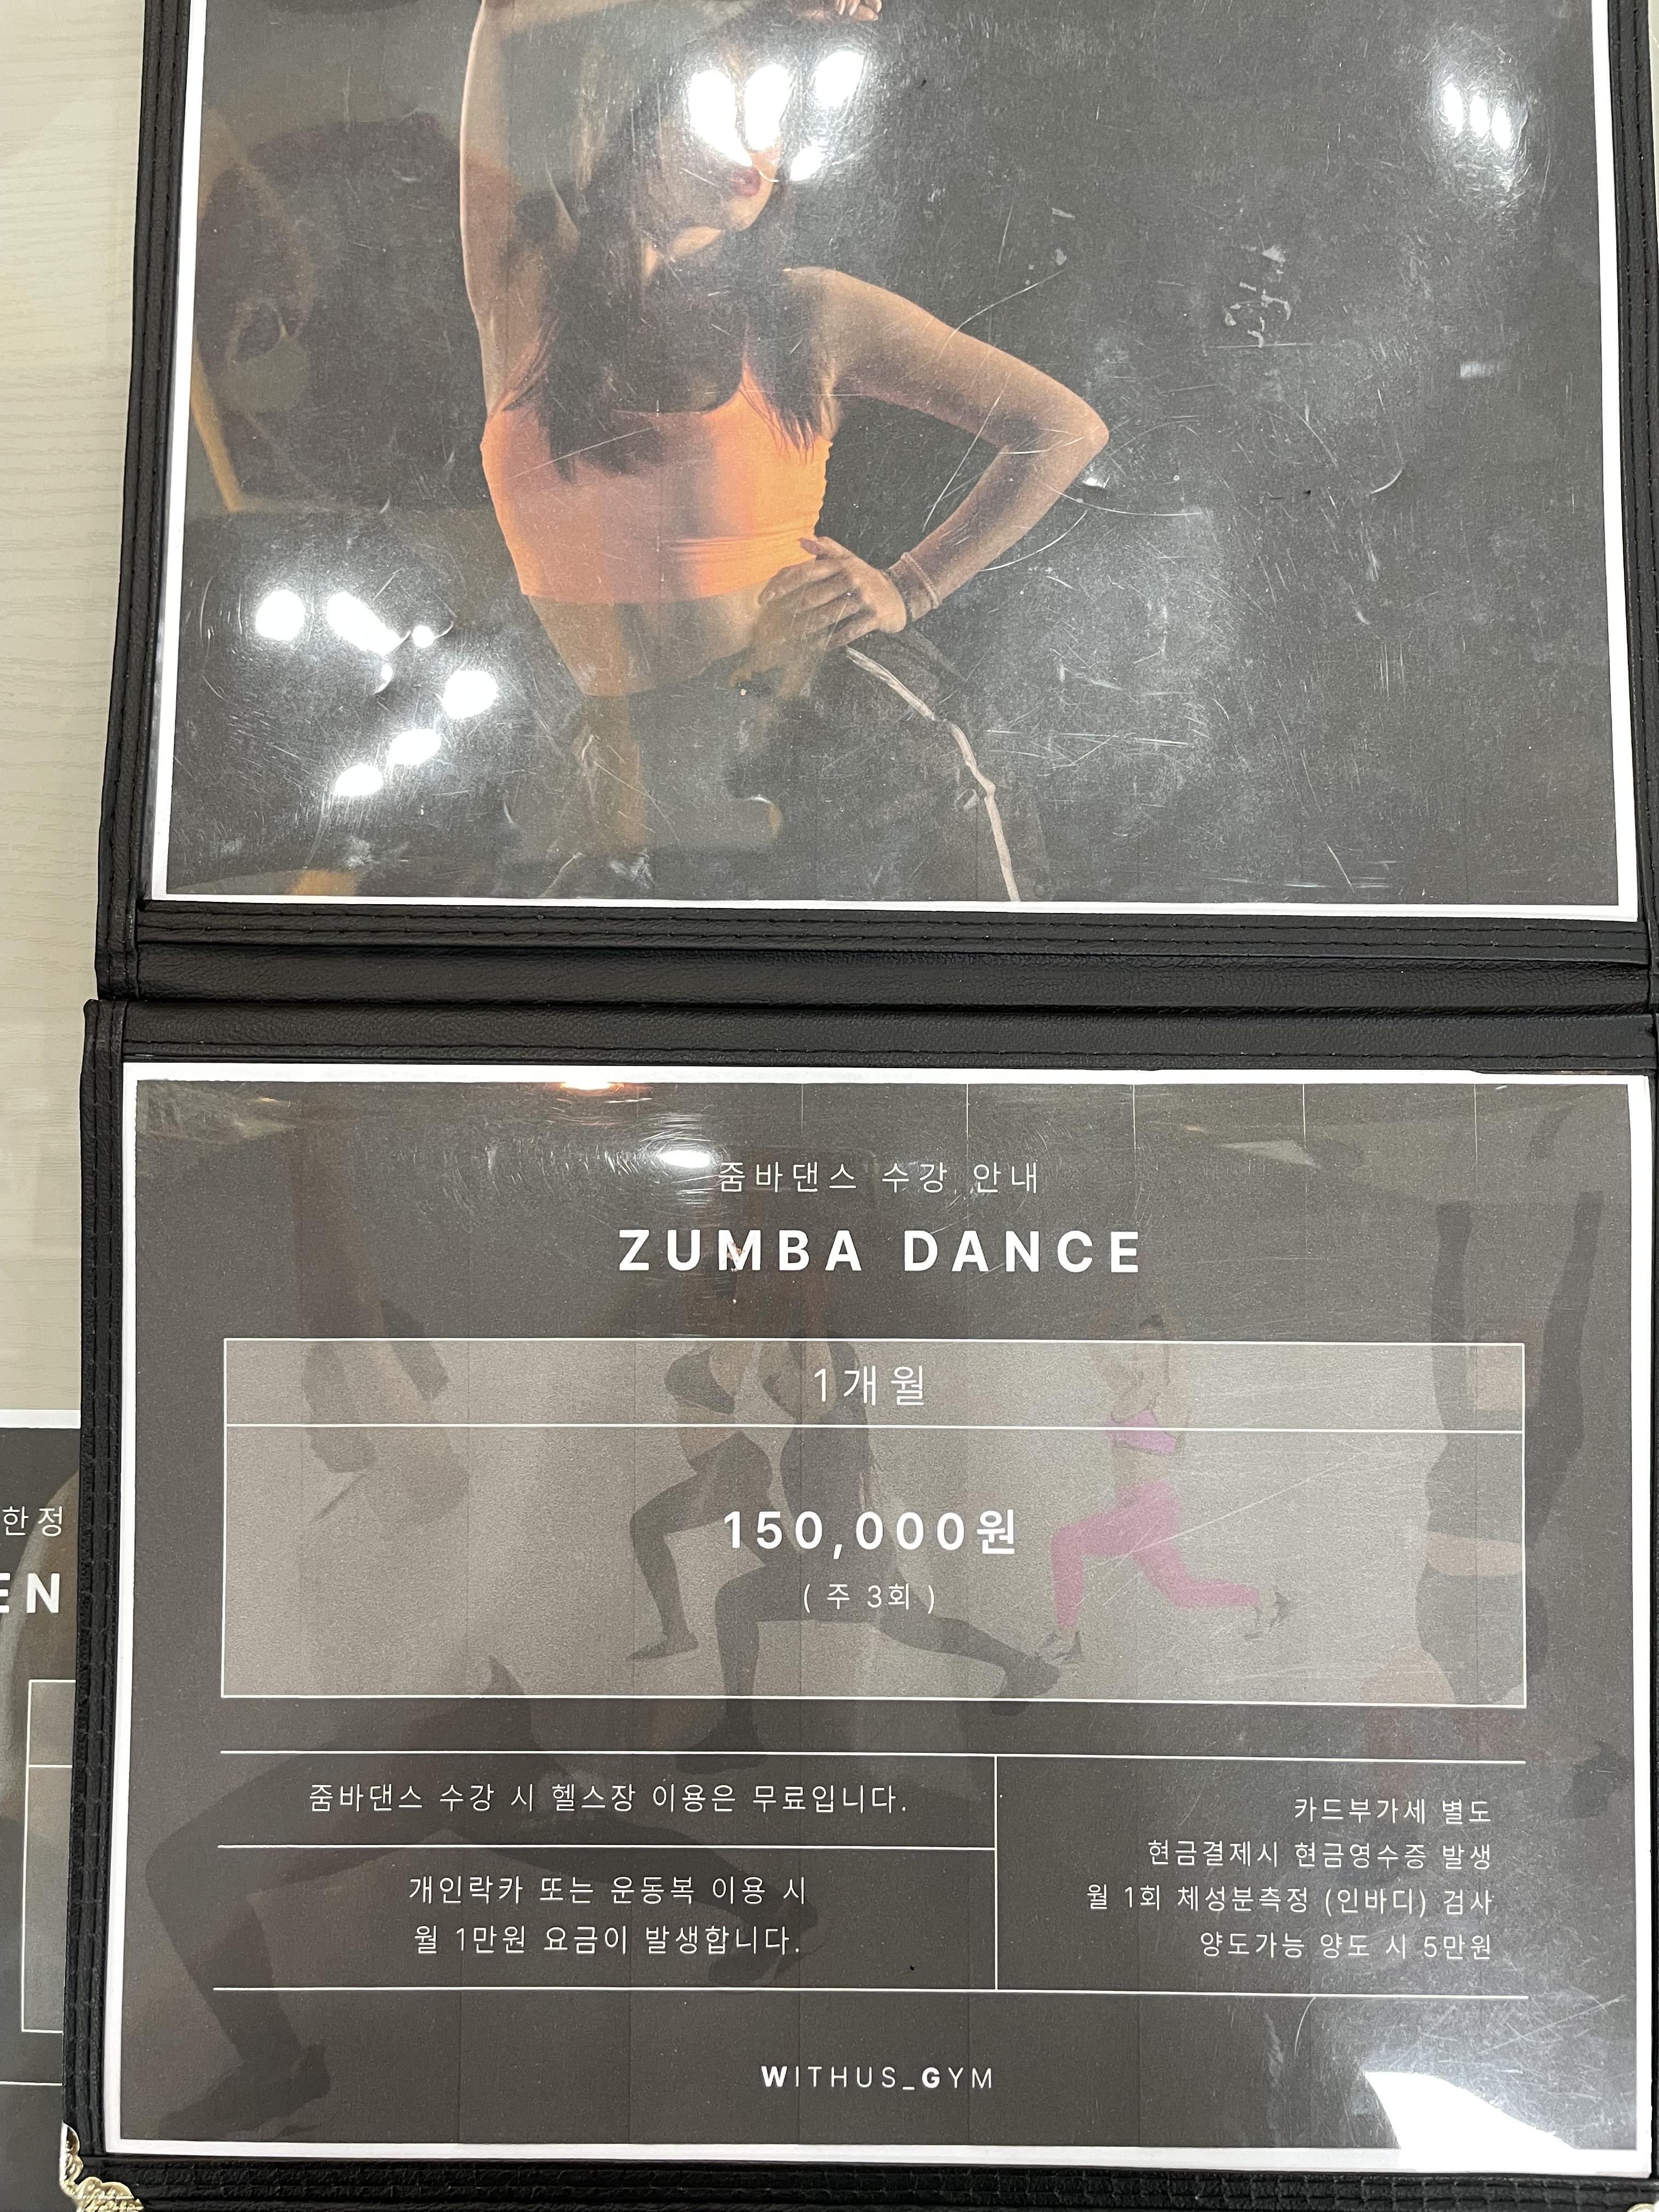 줌바댄스 수강 안내
ZUMBA DANCE
1개월
150,000원
( 주 3회 )
줌바댄스 수강 시 헬스장 이용은 무료입니다.
개인락카 또는 운동복 이용 시
월 1만원 요금이 발생합니다.
카드부가세 별도
현금결제시 현금영수증 발생
월 1회 체성분측정 (인바디) 검사
양도가능 양도 시 5만원
WITHUS_GYM
한정
EN